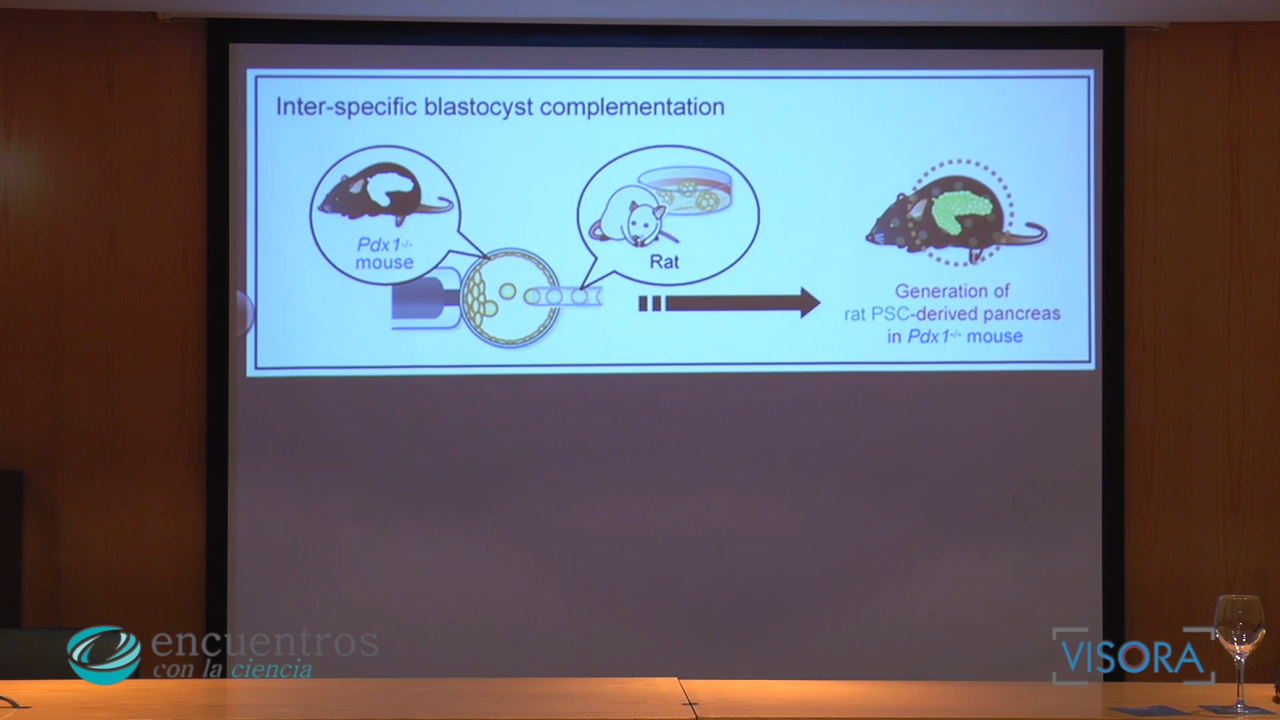 Inter-specific blastocyst complementation
Pdx1-/-
mouse
Rat
Generation of
rat PSC-derived pancreas
in Pdx1-/- mouse
encuentros
con la ciencia
VISORA